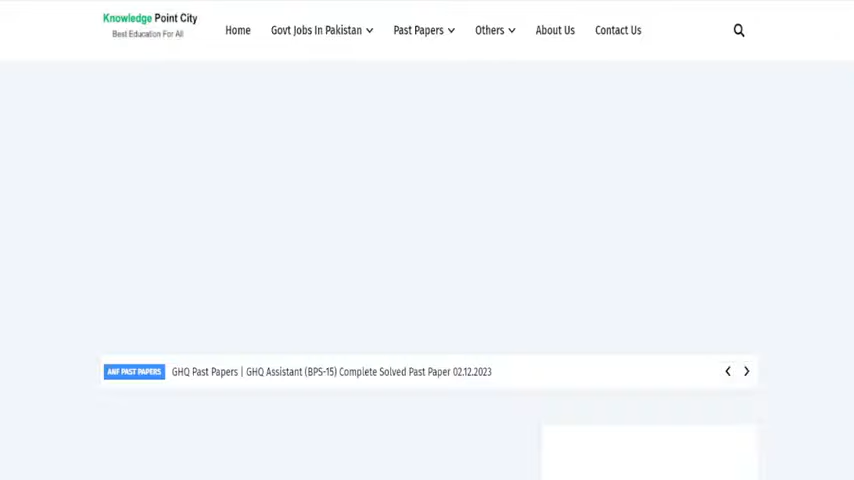 Knowledge Point City
Best Education For All
Home
Govt Jobs In Pakistan
Past Papers
Others
About Us
Contact Us
ANF PAST PAPERS
GHQ Past Papers | GHQ Assistant (BPS-15) Complete Solved Past Paper 02.12.2023